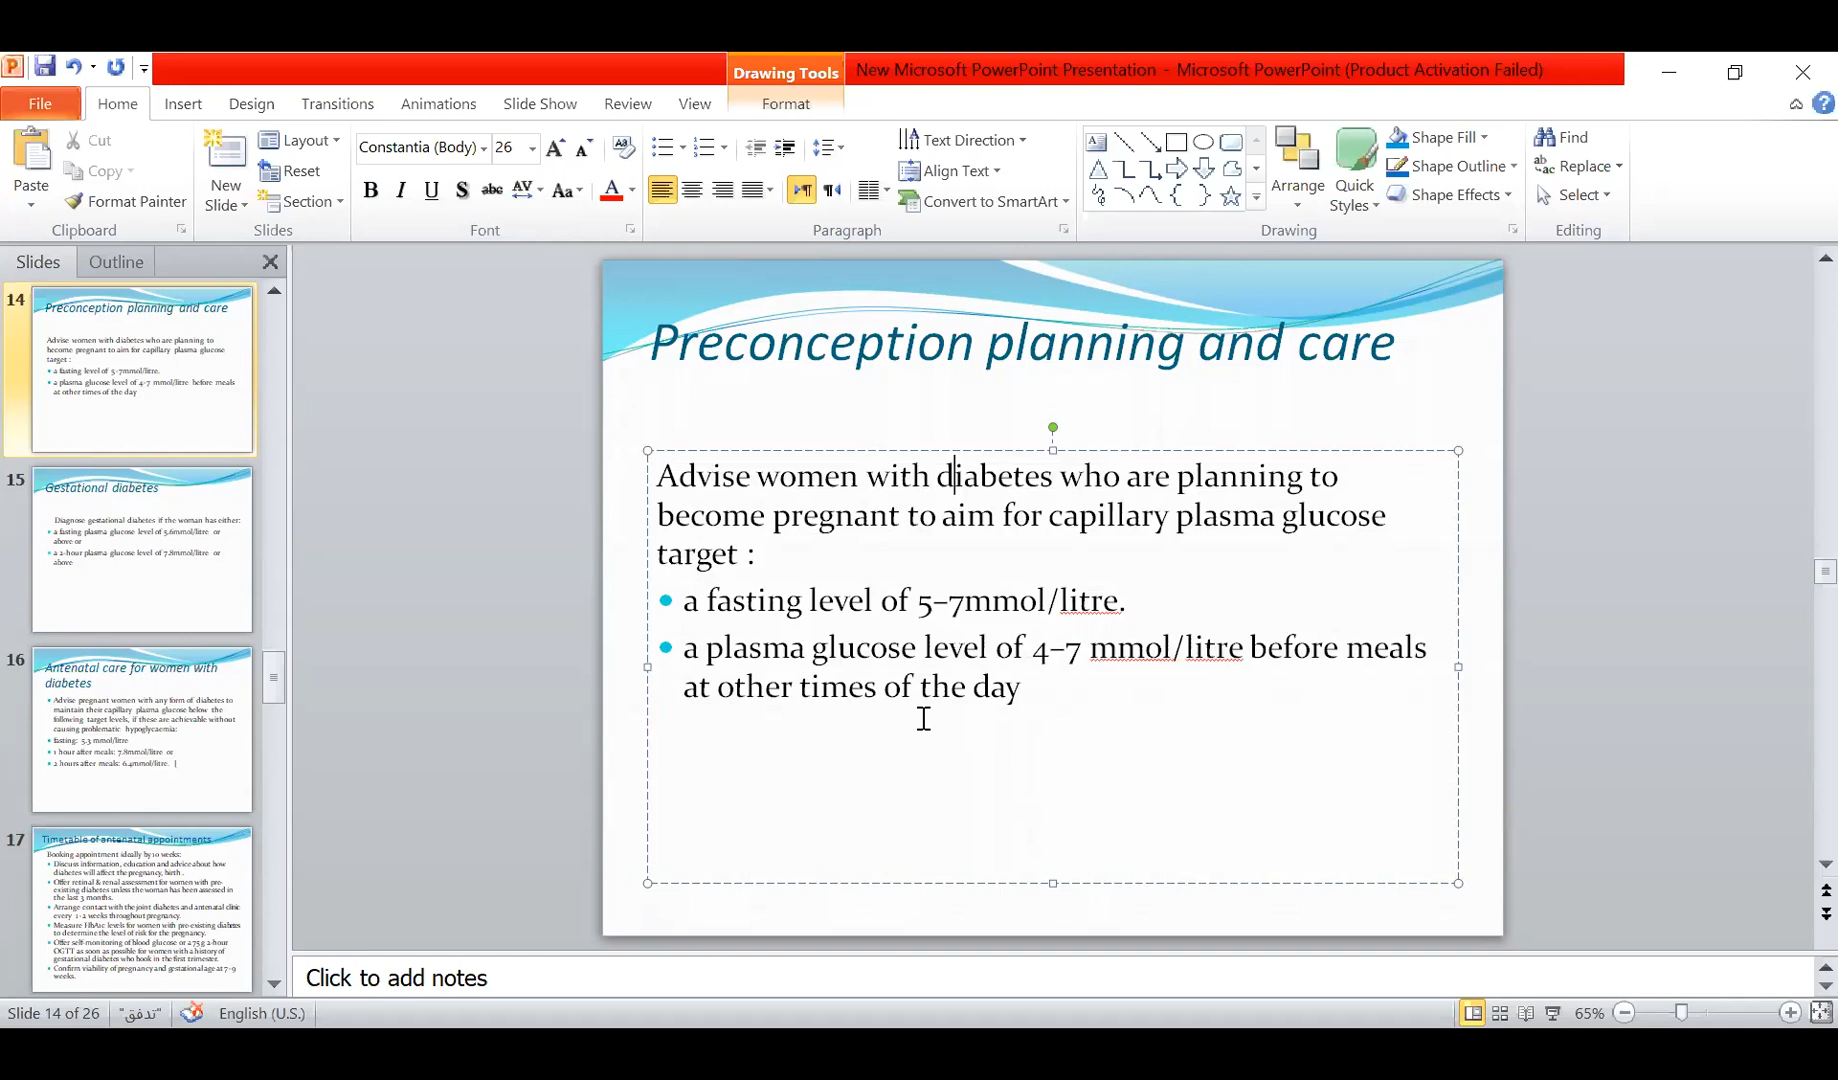 Drawing Tools
New Microsoft PowerPoint Presentation - Microsoft PowerPoint (Product Activation Failed)
File Home Insert Design Transitions Animations Slide Show Review View Format
Paste
Cut
Copy
Format Painter
Clipboard
New
Slide
Layout
Reset
Section
Slides
Constantia (Body) 26
B I U S abc AV Aa A
Font
Text Direction
Align Text
Convert to SmartArt
Paragraph
Arrange
Quick
Styles
Shape Fill
Shape Outline
Shape Effects
Drawing
Find
Replace
Select
Editing
Slides Outline
14
Preconception planning and care
Advise women with diabetes who are planning to
become pregnant to aim for capillary plasma glucose
target :
a fasting level of 5-7mmol/litre.
a plasma glucose level of 4-7 mmol/litre before meals
at other times of the day
15
Gestational diabetes
Diagnose gestational diabetes if the woman has either:
a fasting plasma glucose level of 5.6mmol/litre or
above or
a 2-hour plasma glucose level of 7.8mmol/litre or
above
16
Antenatal care for women with
diabetes
Advise pregnant women with any form of diabetes to
maintain their capillary plasma glucose below the
following target levels, if these are achievable without
causing problematic hypoglycaemia:
fasting: 5.3 mmol/litre
1 hour after meals: 7.8mmol/litre or
2 hours after meals: 6.4mmol/litre.
17
Timetable of antenatal appointments
Booking appointment ideally by 10 weeks:
Discuss information, education and advice about how
diabetes will affect the pregnancy, birth .
Offer retinal & renal assessment for women with pre-
existing diabetes unless the woman has been assessed in
the last 3 months.
Arrange contact with the joint diabetes and antenatal clinic
every 1-2 weeks throughout pregnancy.
Measure HbA1c levels for women with pre-existing diabetes
to determine the level of risk for the pregnancy.
Offer self-monitoring of blood glucose or a 75 g 2-hour
OGTT as soon as possible for women with a history of
gestational diabetes who book in the first trimester.
Confirm viability of pregnancy and gestational age at 7-9
weeks.
Preconception planning and care
Advise women with diabetes who are planning to
become pregnant to aim for capillary plasma glucose
target :
a fasting level of 5–7mmol/litre.
a plasma glucose level of 4–7 mmol/litre before meals
at other times of the day
Click to add notes
Slide 14 of 26 "تدفق" English (U.S.) 65%